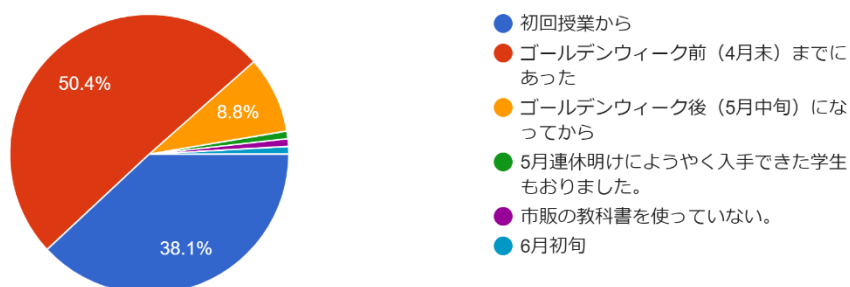 50.4%
8.8%
38.1%
初回授業から
ゴールデンウィーク前（4月末）までに
あった
ゴールデンウィーク後（5月中旬）にな
ってから
5月連休明けにようやく入手できた学生
もおりました。
市販の教科書を使っていない。
6月初旬